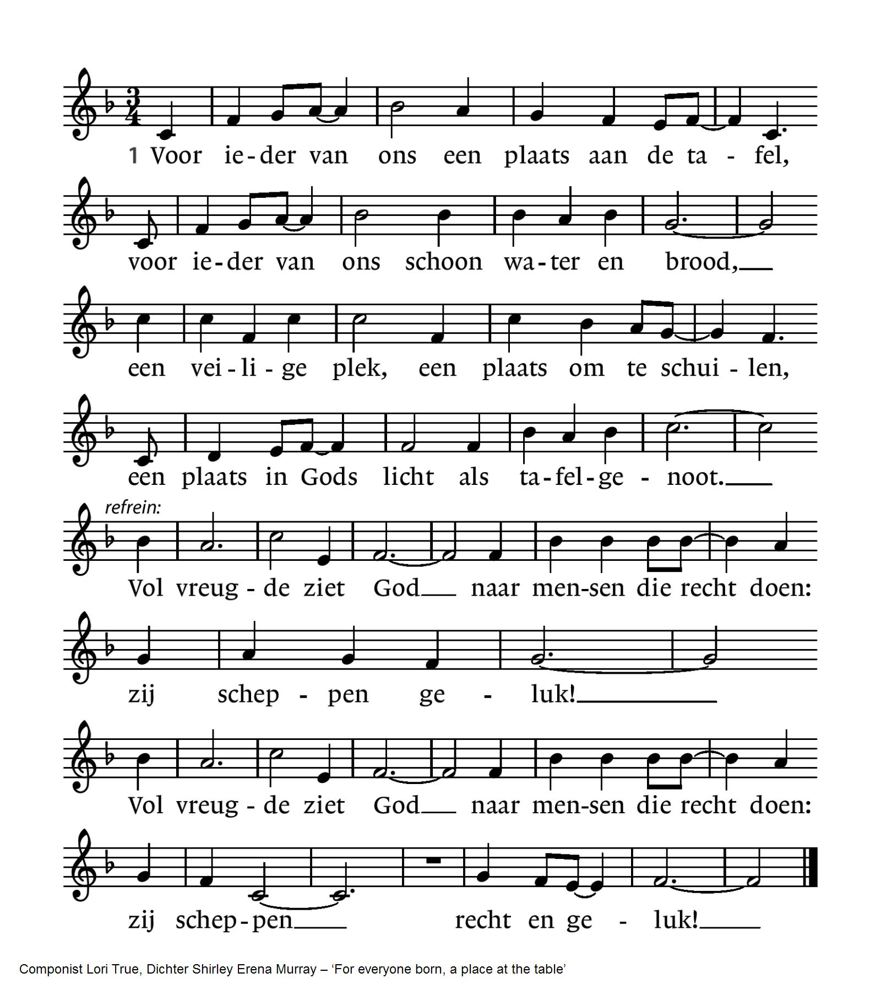 3
4
1 Voor ie-der van ons een plaats aan de ta - fel,
voor ie-der van ons schoon wa-ter en brood,
een vei-li-ge plek, een plaats om te schui-len,
een plaats in Gods licht als ta-fel-ge - noot.
refrein:
Vol vreug-de ziet God naar men-sen die recht doen:
zij schep - pen ge - luk!
Vol vreug-de ziet God naar men-sen die recht doen:
zij schep-pen recht en ge - luk!
Componist Lori True, Dichter Shirley Erena Murray – ‘For everyone born, a place at the table’